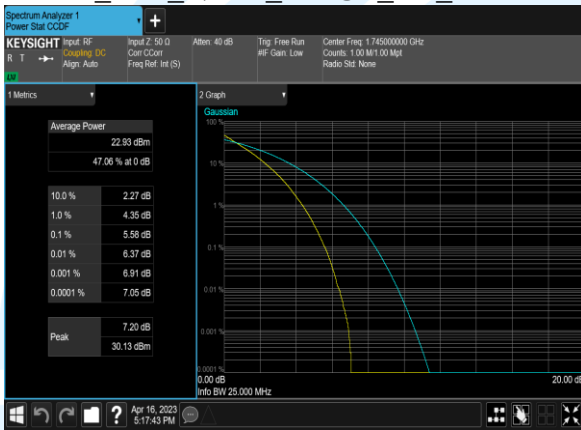 Spectrum Analyzer 1
Power Stat CCDF
+
KEYSIGHT
R T
LW
Input: RF
Coupling: DC
Align: Auto
Input Z: 50 Ω
Corr CCorr
Freq Ref: Int (S)
Atten: 40 dB
Trig: Free Run
#IF Gain: Low
Center Freq: 1.745000000 GHz
Counts: 1.00 M/1.00 Mpt
Radio Std: None
1 Metrics
Average Power
22.93 dBm
47.06 % at 0 dB
10.0 % 2.27 dB
1.0 % 4.35 dB
0.1 % 5.58 dB
0.01 % 6.37 dB
0.001 % 6.91 dB
0.0001 % 7.05 dB
Peak
7.20 dB
30.13 dBm
2 Graph
Gaussian
100 %
10 %
1 %
0.1 %
0.01 %
0.001 %
0.0001 %
0.00 dB
20.00 dB
Info BW 25.000 MHz
?
Apr 16, 2023
5:17:43 PM